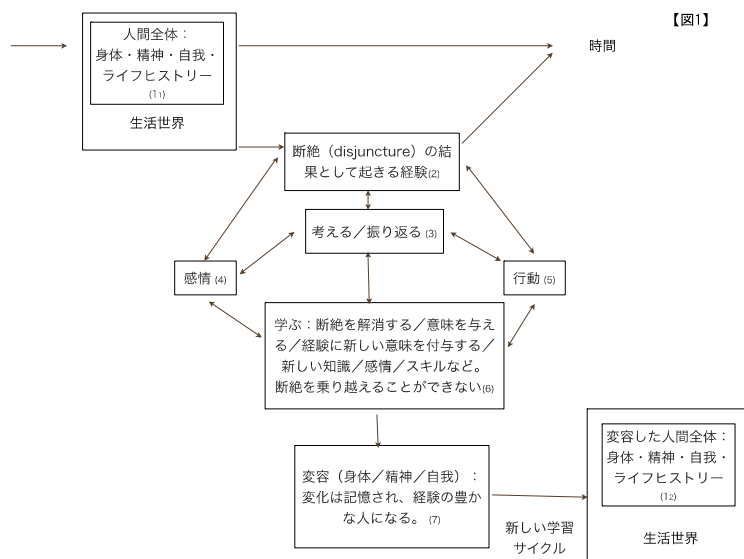 【図1】
人間全体：
身体・精神・自我・
ライフヒストリー
(1₁)
生活世界
時間
断絶（disjuncture）の結
果として起きる経験(2)
考える／振り返る (3)
感情 (4)
行動 (5)
学ぶ：断絶を解消する／意味を与え
る／経験に新しい意味を付与する／
新しい知識／感情／スキルなど。
断絶を乗り越えることができない(6)
変容（身体／精神／自我）：
変化は記憶され、経験の豊か
な人になる。 (7)
新しい学習
サイクル
変容した人間全体：
身体・精神・自我・
ライフヒストリー
(1₂)
生活世界